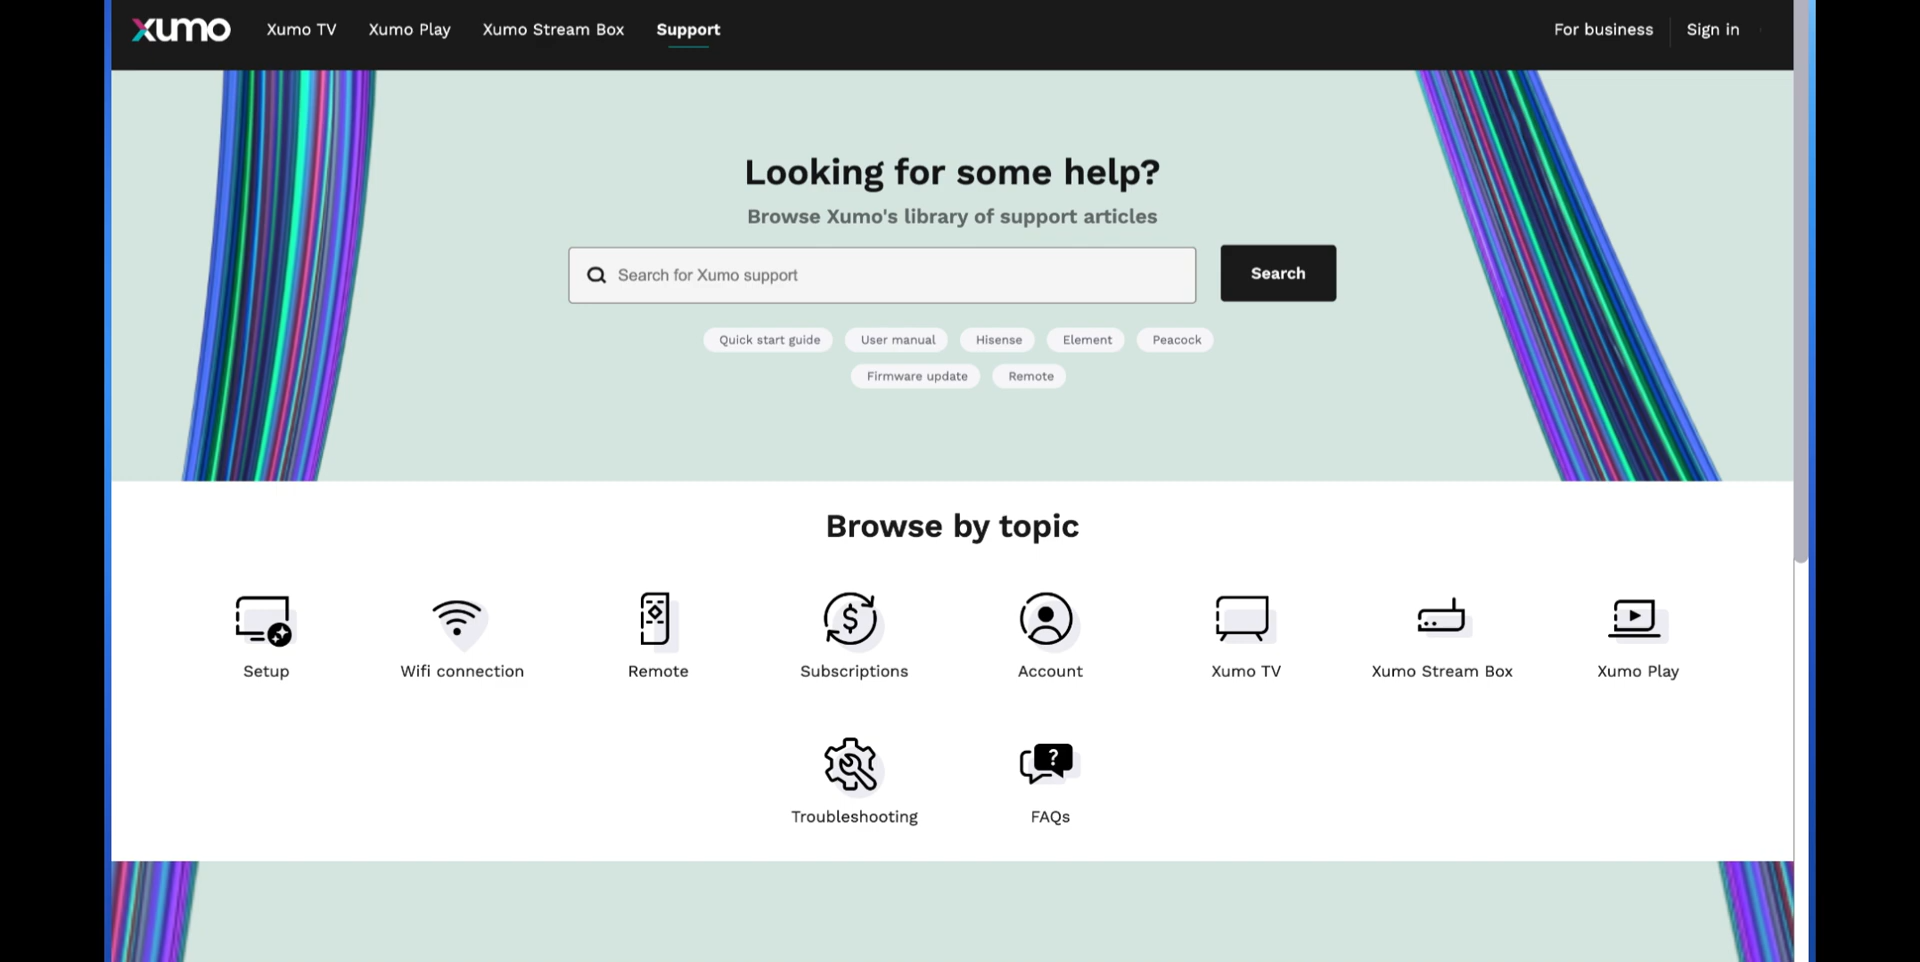 xumo Xumo TV Xumo Play Xumo Stream Box Support For business Sign in
Looking for some help?
Browse Xumo's library of support articles
Search for Xumo support Search
Quick start guide User manual Hisense Element Peacock
Firmware update Remote
Browse by topic
Setup Wifi connection Remote Subscriptions Account Xumo TV Xumo Stream Box Xumo Play
Troubleshooting FAQs